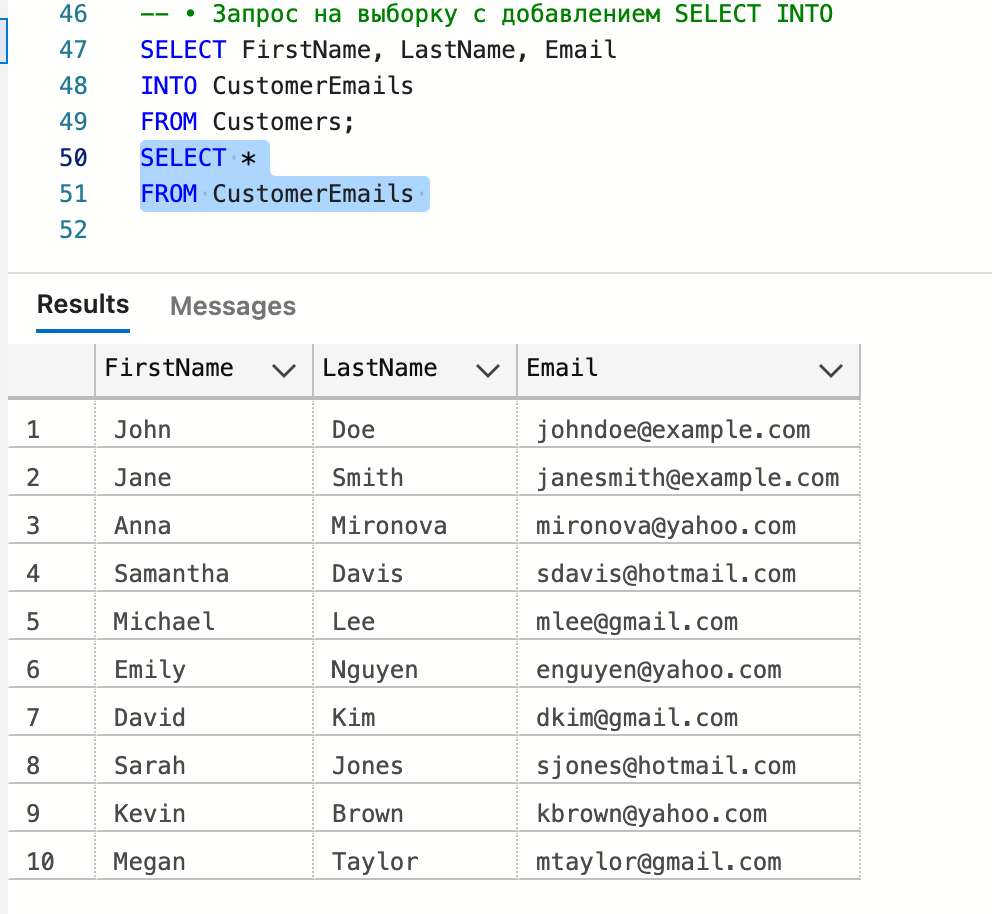 46 -- • Запрос на выборку с добавлением SELECT INTO
47 SELECT FirstName, LastName, Email
48 INTO CustomerEmails
49 FROM Customers;
50 SELECT *
51 FROM CustomerEmails
52
Results Messages
FirstName LastName Email
1 John Doe johndoe@example.com
2 Jane Smith janesmith@example.com
3 Anna Mironova mironova@yahoo.com
4 Samantha Davis sdavis@hotmail.com
5 Michael Lee mlee@gmail.com
6 Emily Nguyen enguyen@yahoo.com
7 David Kim dkim@gmail.com
8 Sarah Jones sjones@hotmail.com
9 Kevin Brown kbrown@yahoo.com
10 Megan Taylor mtaylor@gmail.com